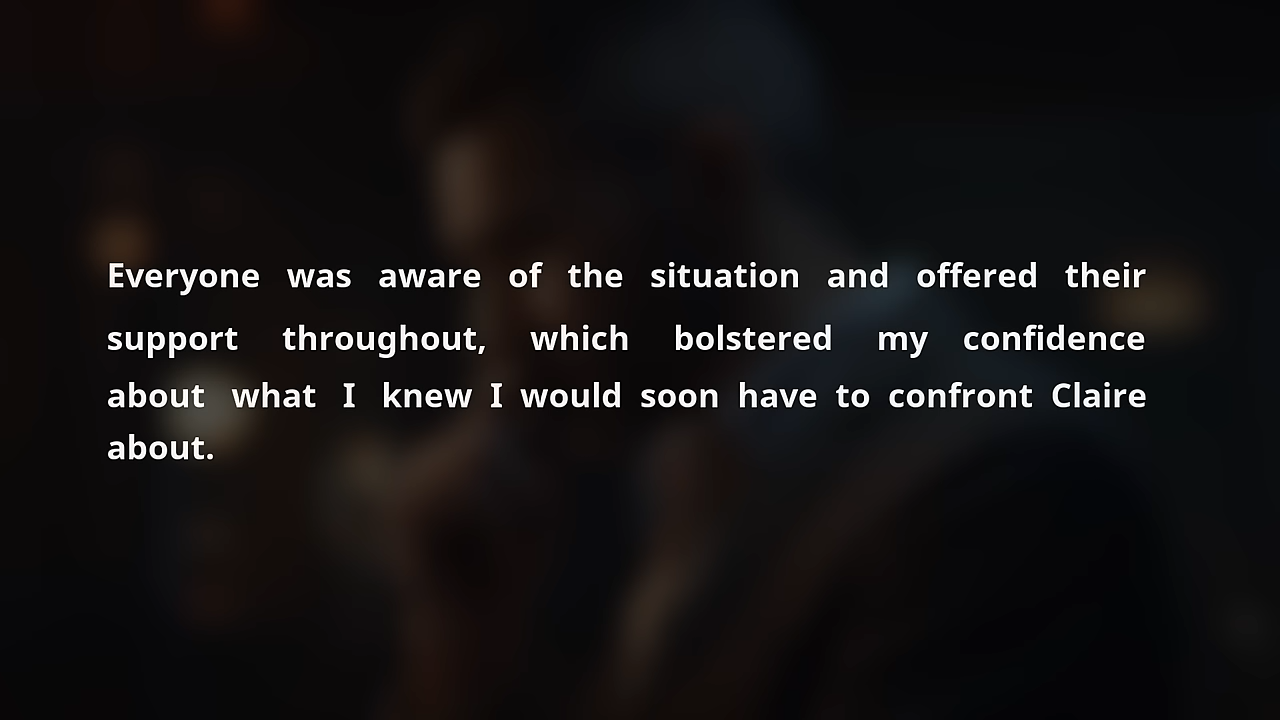 Everyone was aware of the situation and offered their
support throughout, which bolstered my confidence
about what I knew I would soon have to confront Claire
about.